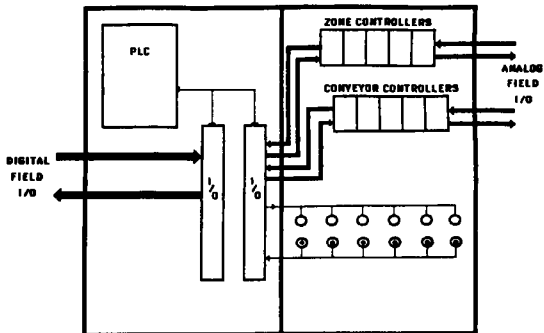 ZONE CONTROLLERS
PLC
ANALOG
FIELD
I/O
CONVEYOR CONTROLLERS
DIGITAL
FIELD
I/O
I/O
I/O